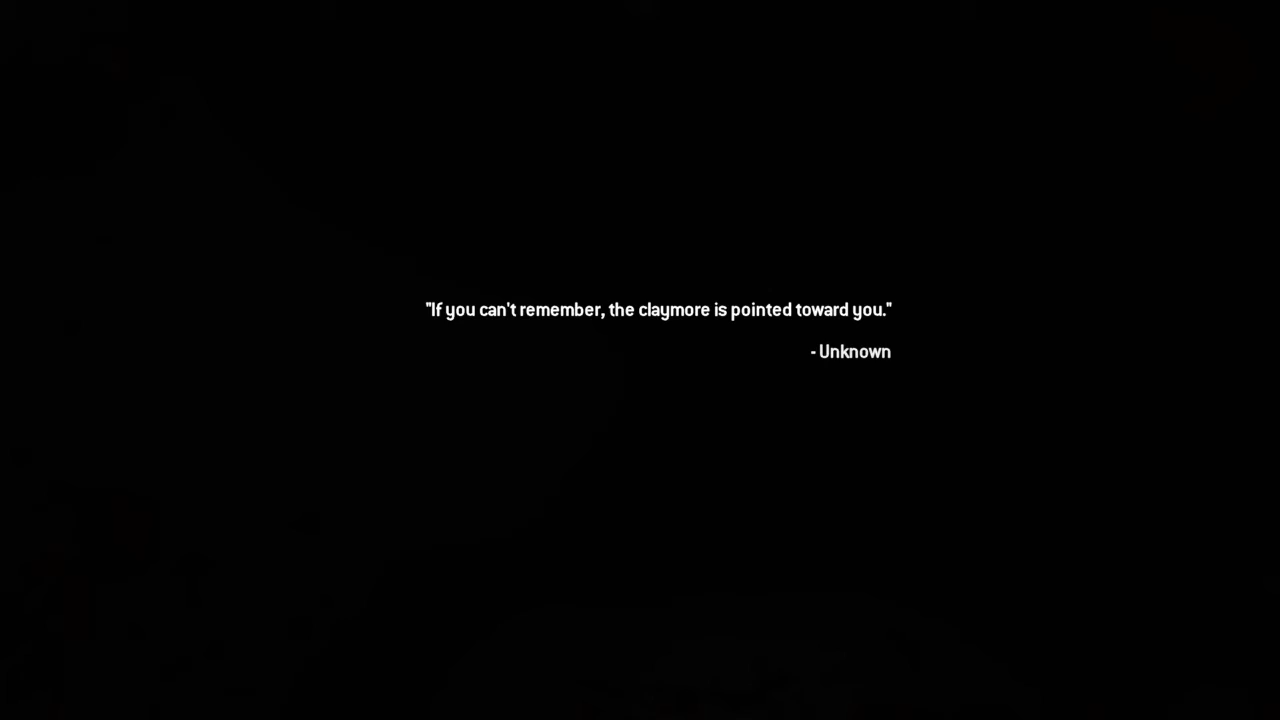 "If you can't remember, the claymore is pointed toward you."
- Unknown